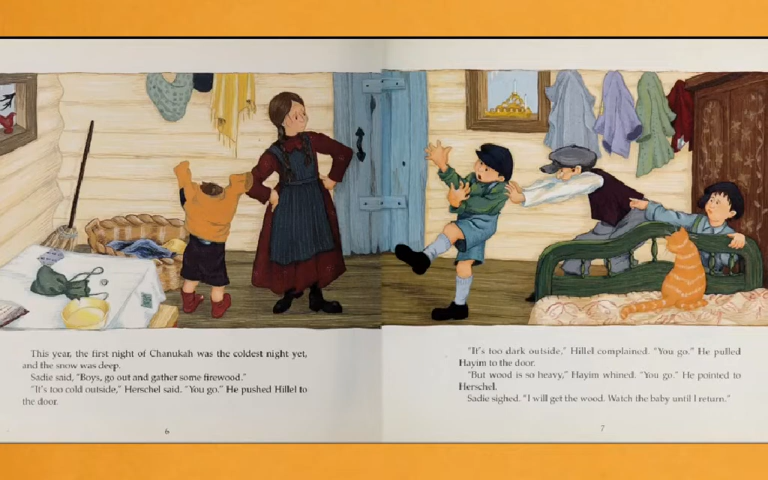 This year, the first night of Chanukah was the coldest night yet,
and the snow was deep.
Sadie said, "Boys, go out and gather some firewood."
"It's too cold outside," Herschel said. "You go." He pushed Hillel to
the door.
6
"It's too dark outside," Hillel complained. "You go." He pulled
Hayim to the door.
"But wood is so heavy," Hayim whined. "You go." He pointed to
Herschel.
Sadie sighed. "I will get the wood. Watch the baby until I return."
7